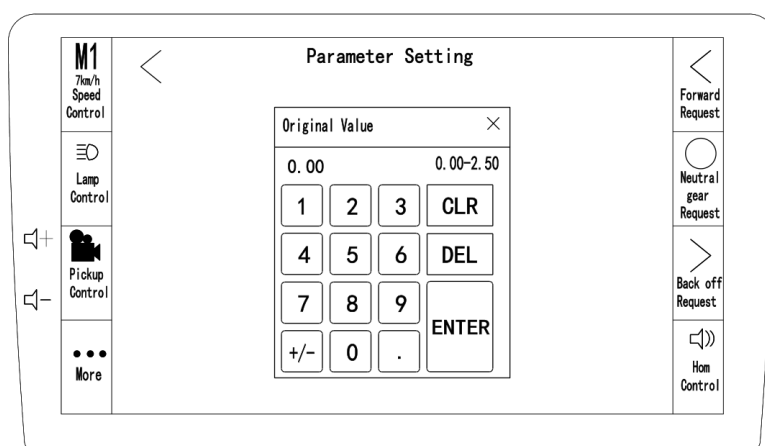 M1
7km/h
Speed
Control
Lamp
Control
Pickup
Control
More
Parameter Setting
Original Value
0.00 0.00-2.50
1 2 3 CLR
4 5 6 DEL
7 8 9
ENTER
+/- 0 .
Forward
Request
Neutral
gear
Request
Back off
Request
Hom
Control